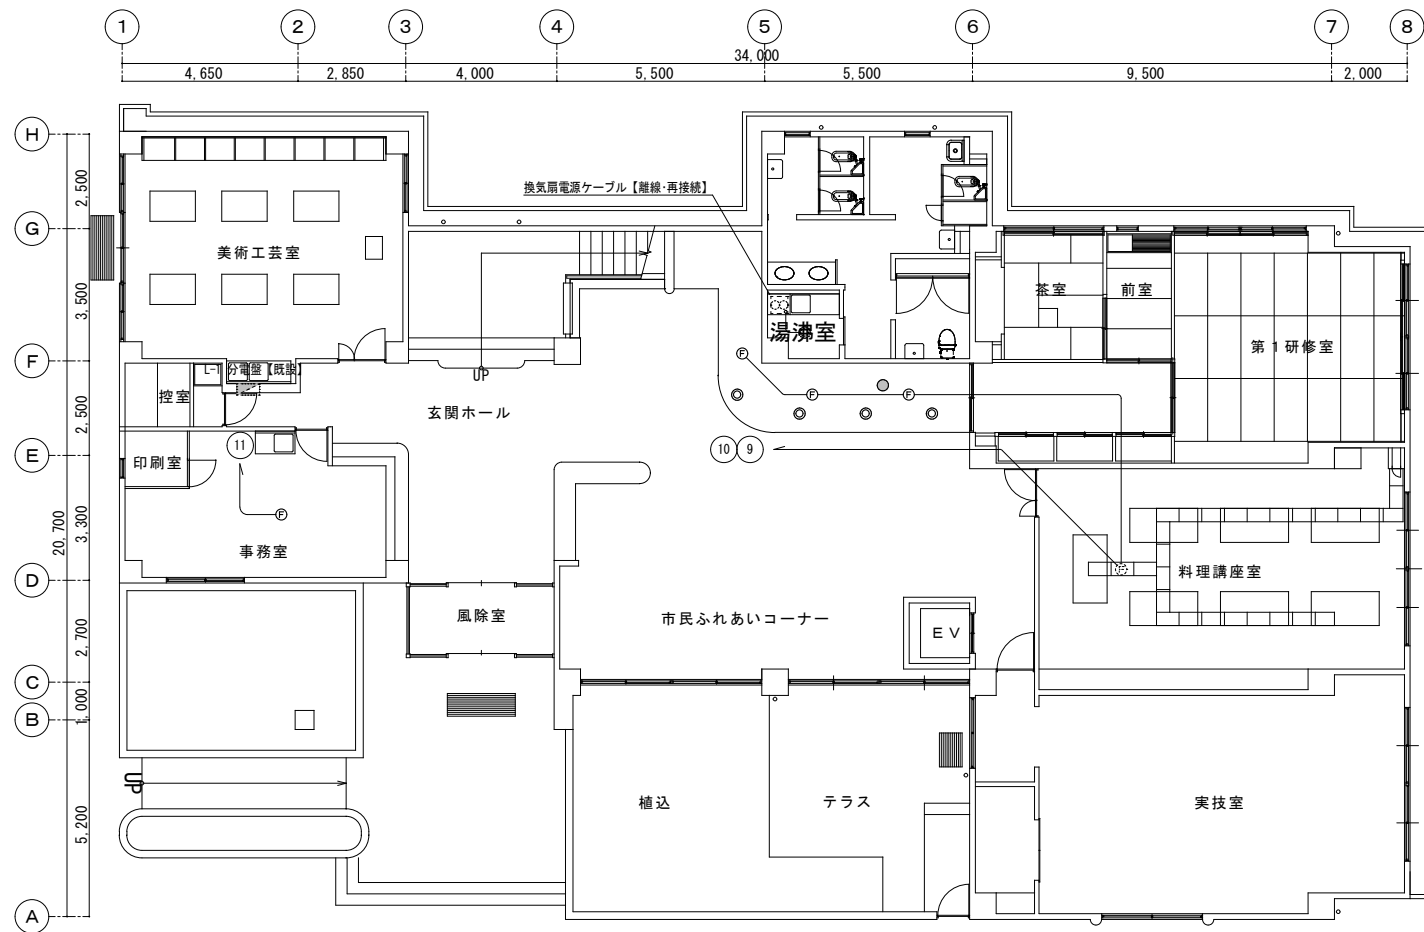 1 2 3 4 5 6 7 8
34,000
4,650 2,850 4,000 5,500 5,500 9,500 2,000
H
2,500
換気扇電源ケーブル【離線・再接続】
G
美術工芸室
3,500
茶室 前室
湯沸室
第１研修室
F
F
L-1 分電盤【既設】
UP
控室
2,500
F F
玄関ホール
11
10 9
E
印刷室
3,300
20,700
F
事務室
D
F
料理講座室
風除室
市民ふれあいコーナー
ＥＶ
2,700
C
1,000
B
UP
植込 テラス
実技室
5,200
A